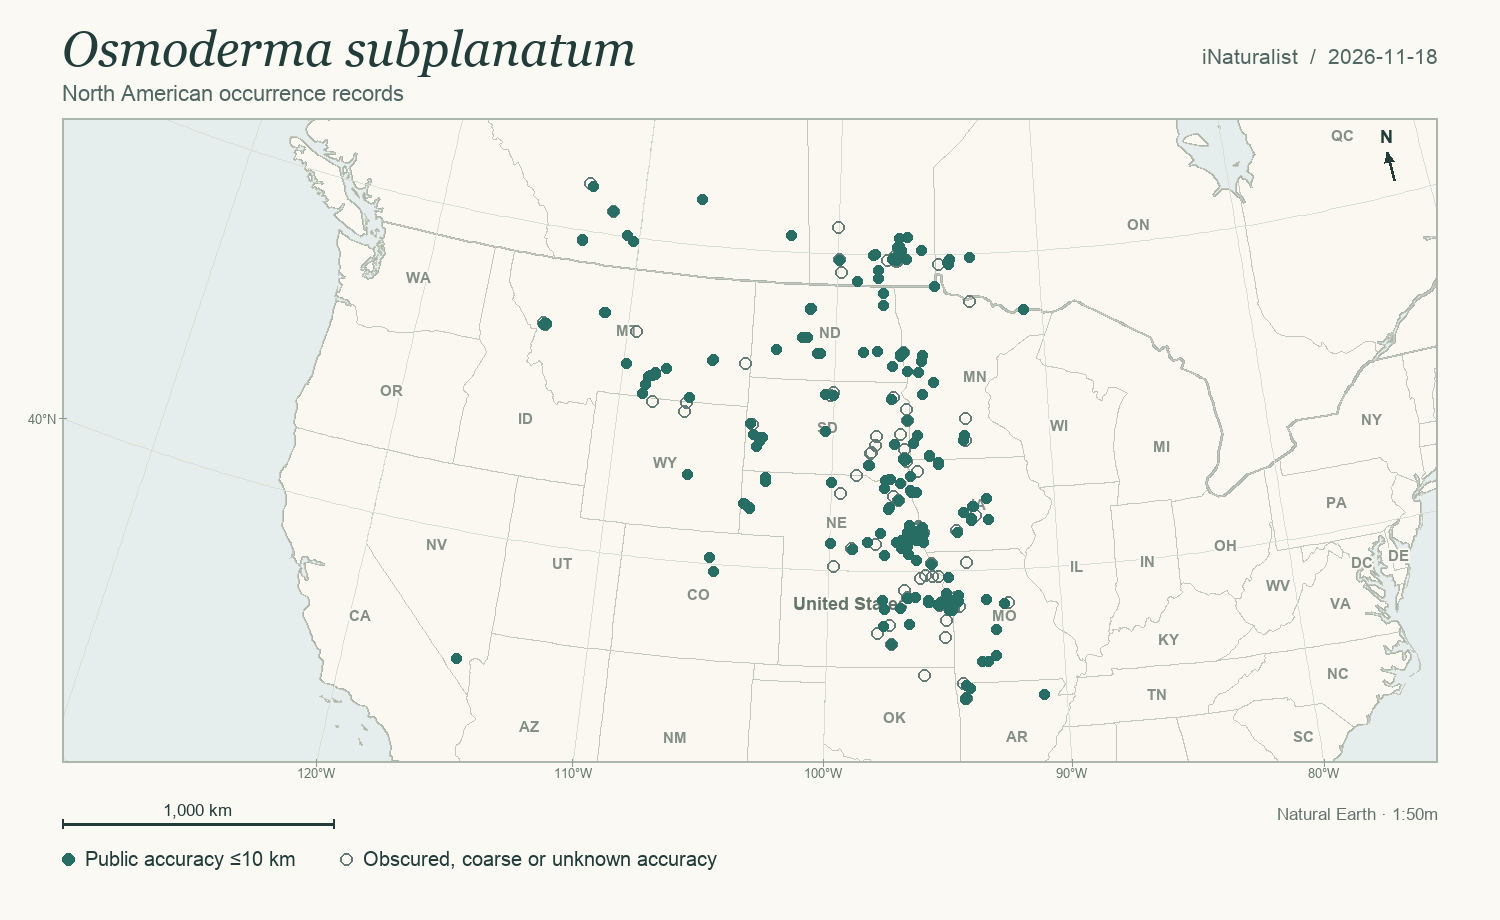 Osmoderma subplanatum
iNaturalist / 2026-11-18
North American occurrence records
QC
N
ON
WA
MT
ND
MN
OR
ID
SD
WI
MI
NY
40°N
WY
IA
PA
NE
NV
UT
OH
IL
IN
DC
DE
CO
United States
WV
VA
CA
MO
KY
NC
TN
AZ
NM
OK
AR
SC
120°W
110°W
100°W
90°W
80°W
1,000 km
Natural Earth · 1:50m
Public accuracy ≤10 km
Obscured, coarse or unknown accuracy